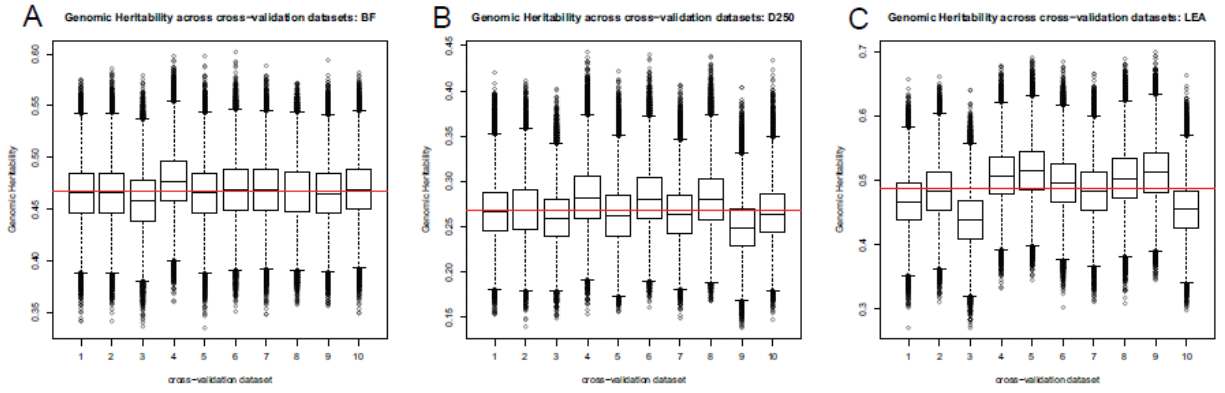 A
Genomic Heritability across cross-validation datasets: BF
Genomic Heritability
0.60
0.55
0.50
0.45
0.40
0.35
1 2 3 4 5 6 7 8 9 10
cross-validation dataset
B
Genomic Heritability across cross-validation datasets: D250
Genomic Heritability
0.45
0.40
0.35
0.30
0.25
0.20
0.15
1 2 3 4 5 6 7 8 9 10
cross-validation dataset
C
Genomic Heritability across cross-validation datasets: LEA
Genomic Heritability
0.7
0.6
0.5
0.4
0.3
1 2 3 4 5 6 7 8 9 10
cross-validation dataset